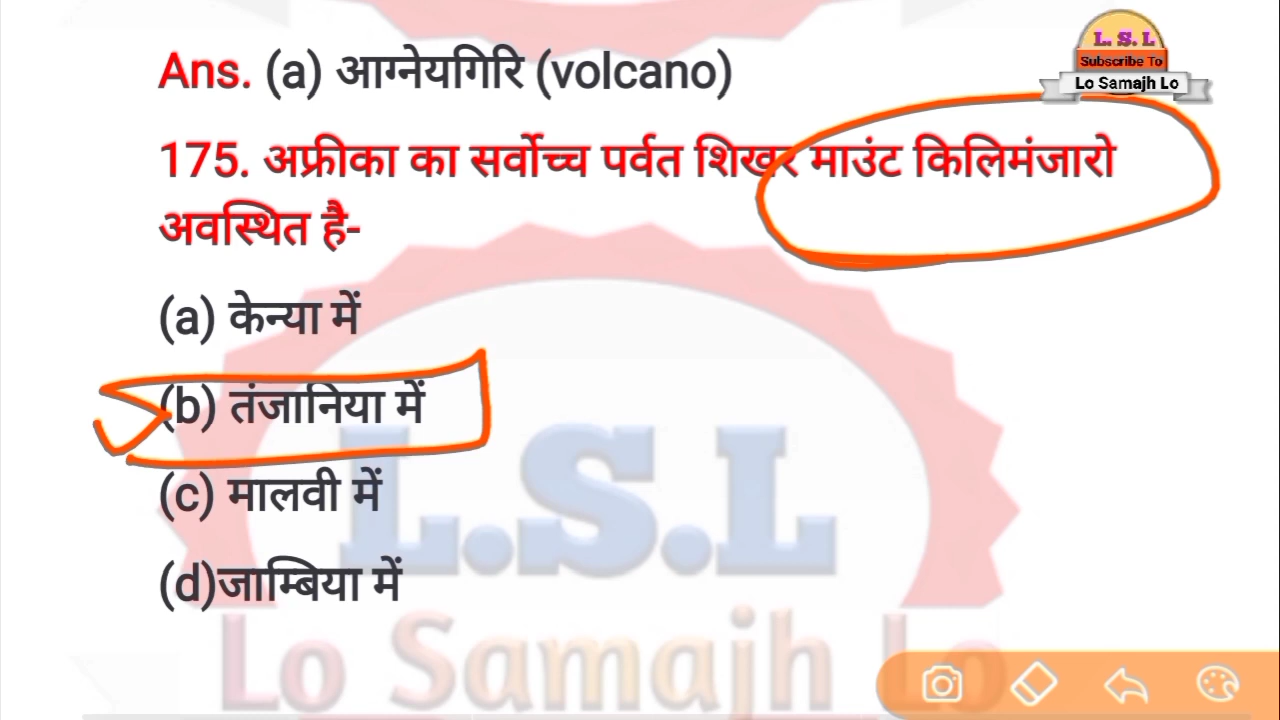 L. S. L
Subscribe To
Lo Samajh Lo
Ans. (a) आग्नेयगिरि (volcano)
175. अफ्रीका का सर्वोच्च पर्वत शिखर माउंट किलिमंजारो
अवस्थित है-
(a) केन्या में
(b) तंजानिया में
(c) मालवी में
(d)जाम्बिया में
L.S.L
Lo Samajh Lo